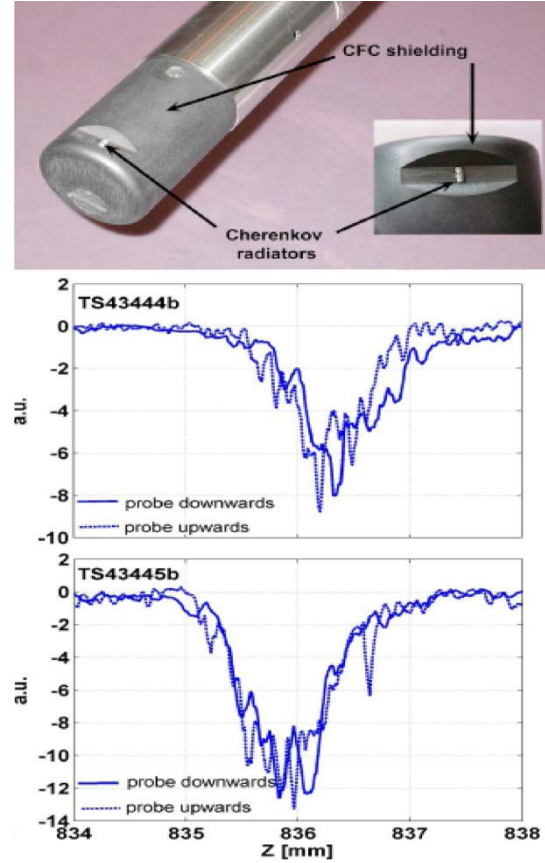 CFC shielding
Cherenkov
radiators
2
TS43444b
0
-2
a.u.
-4
-6
-8
probe downwards
probe upwards
-10
2
TS43445b
0
-2
-4
a.u.
-6
-8
-10
-12
probe downwards
probe upwards
-14
834 835 836 837 838
Z [mm]